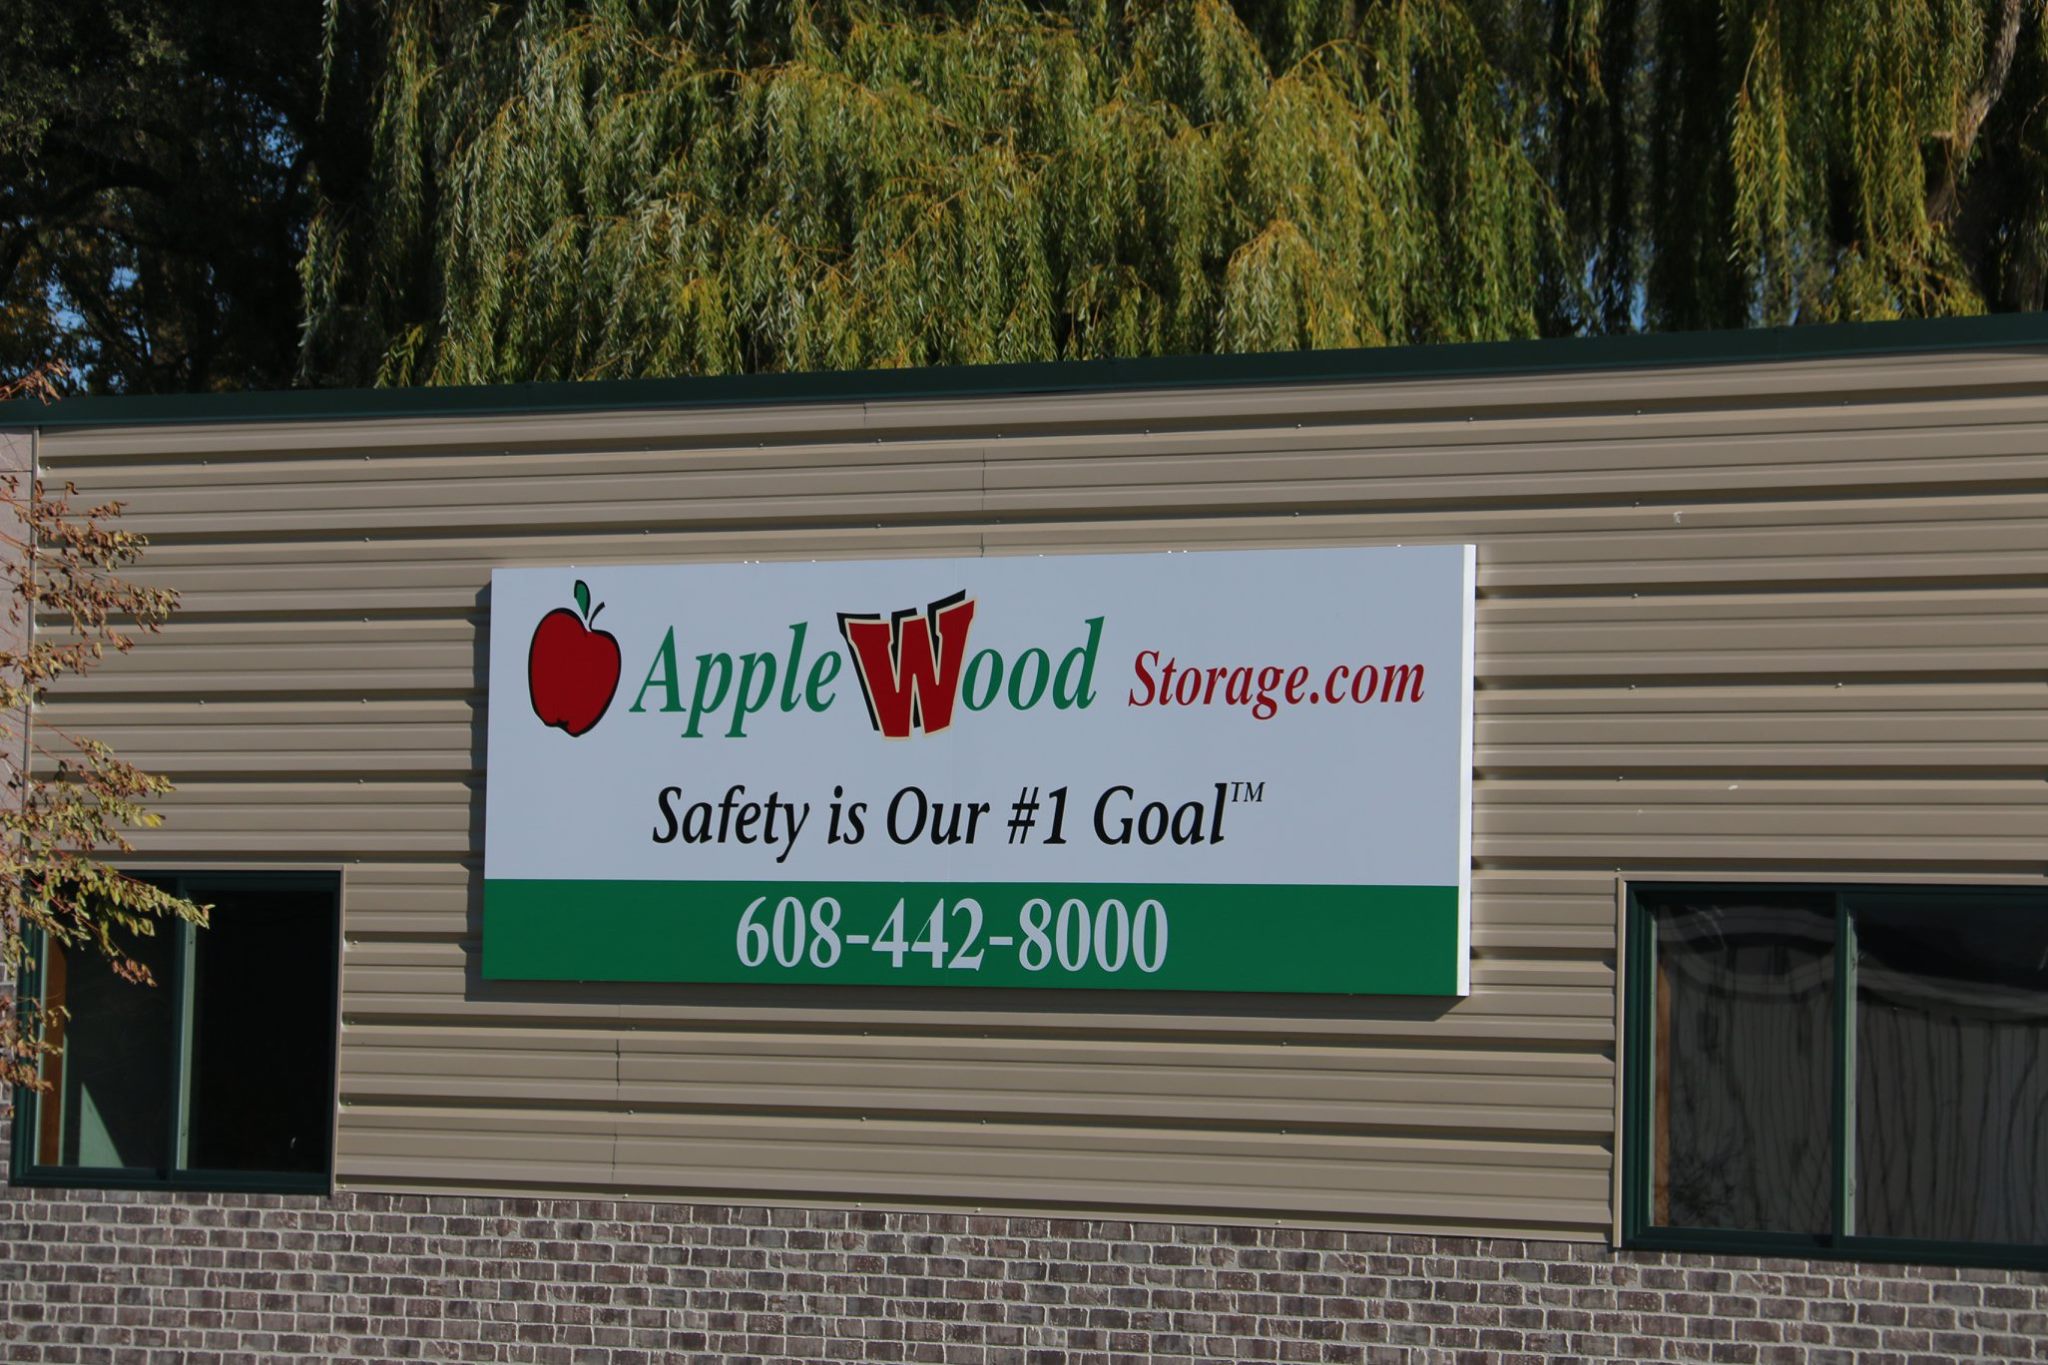 AppleWood Storage.com
Safety is Our #1 Goal™
608-442-8000